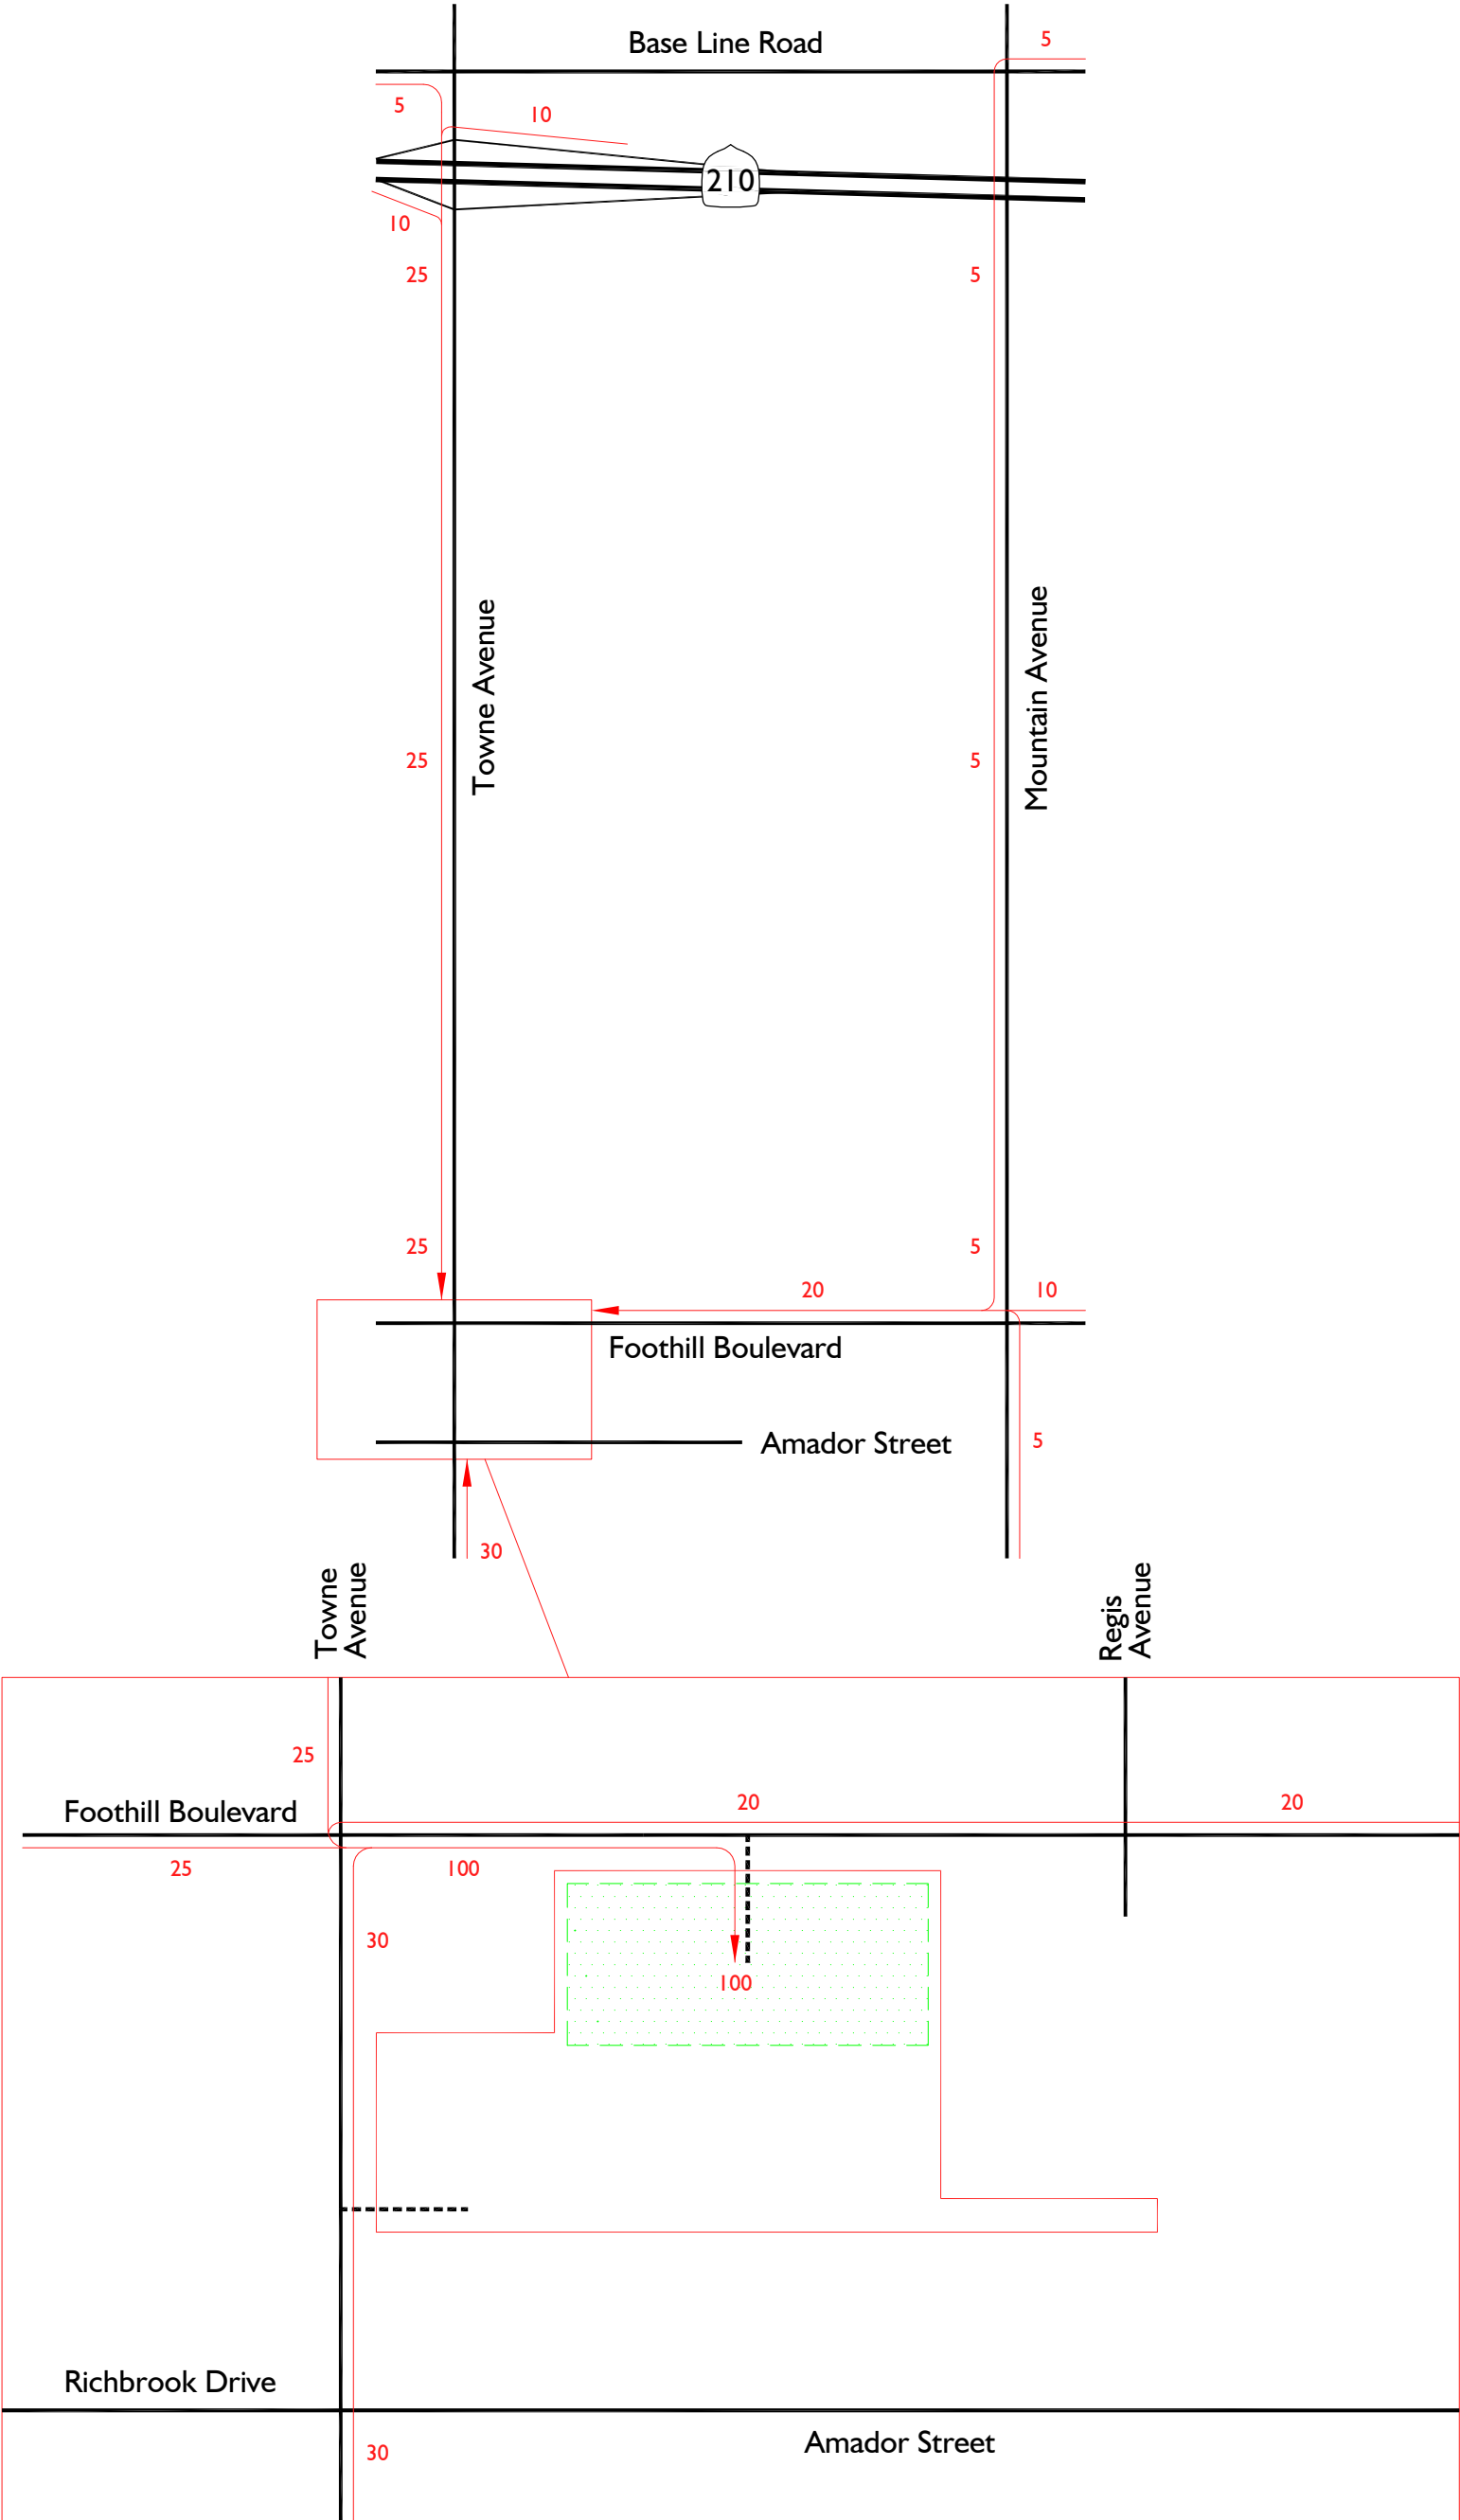 Base Line Road
5
5
10
210
10
25
5
Towne Avenue
Mountain Avenue
25
5
25
5
20
10
Foothill Boulevard
Amador Street
5
30
Towne
Avenue
Regis
Avenue
25
Foothill Boulevard
20
20
25
100
30
100
Richbrook Drive
Amador Street
30